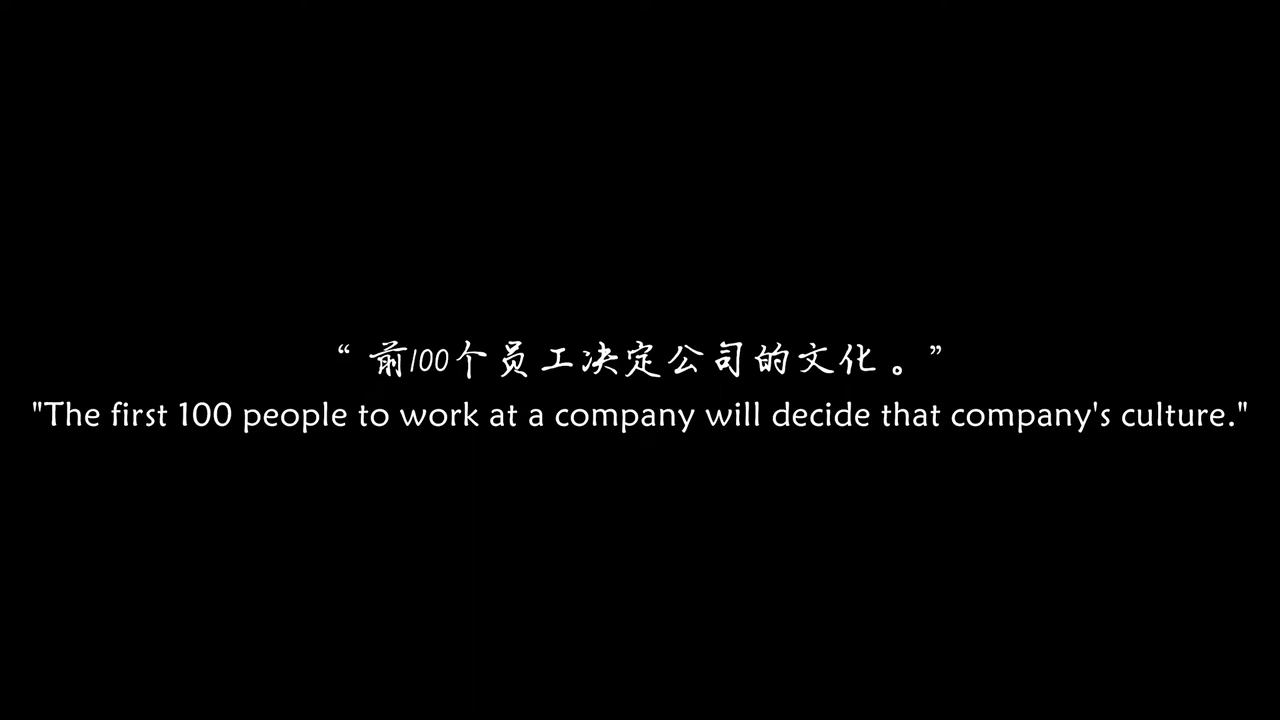 “前100个员工决定公司的文化。”
"The first 100 people to work at a company will decide that company's culture."